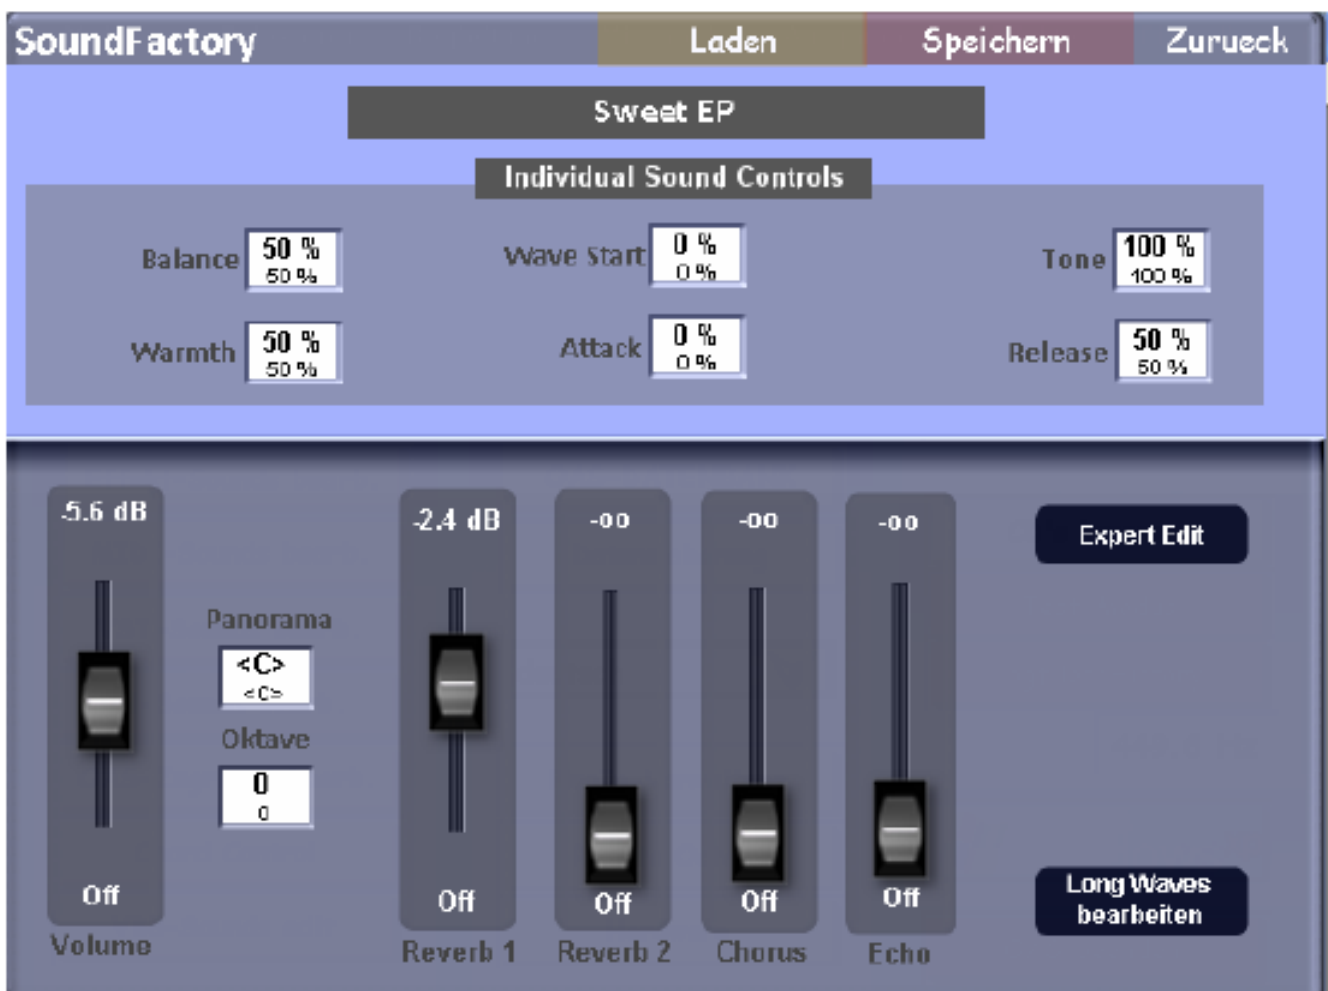 SoundFactory
Laden
Speichern
Zurueck
Sweet EP
Individual Sound Controls
Balance
50 %
50 %
Wave Start
0 %
0 %
Tone
100 %
100 %
Warmth
50 %
50 %
Attack
0 %
0 %
Release
50 %
50 %
-5.6 dB
-2.4 dB
-oo
-oo
-oo
Expert Edit
Panorama
<C>
<C>
Oktave
0
0
Off
Off
Off
Off
Off
Long Waves
bearbeiten
Volume
Reverb 1
Reverb 2
Chorus
Echo